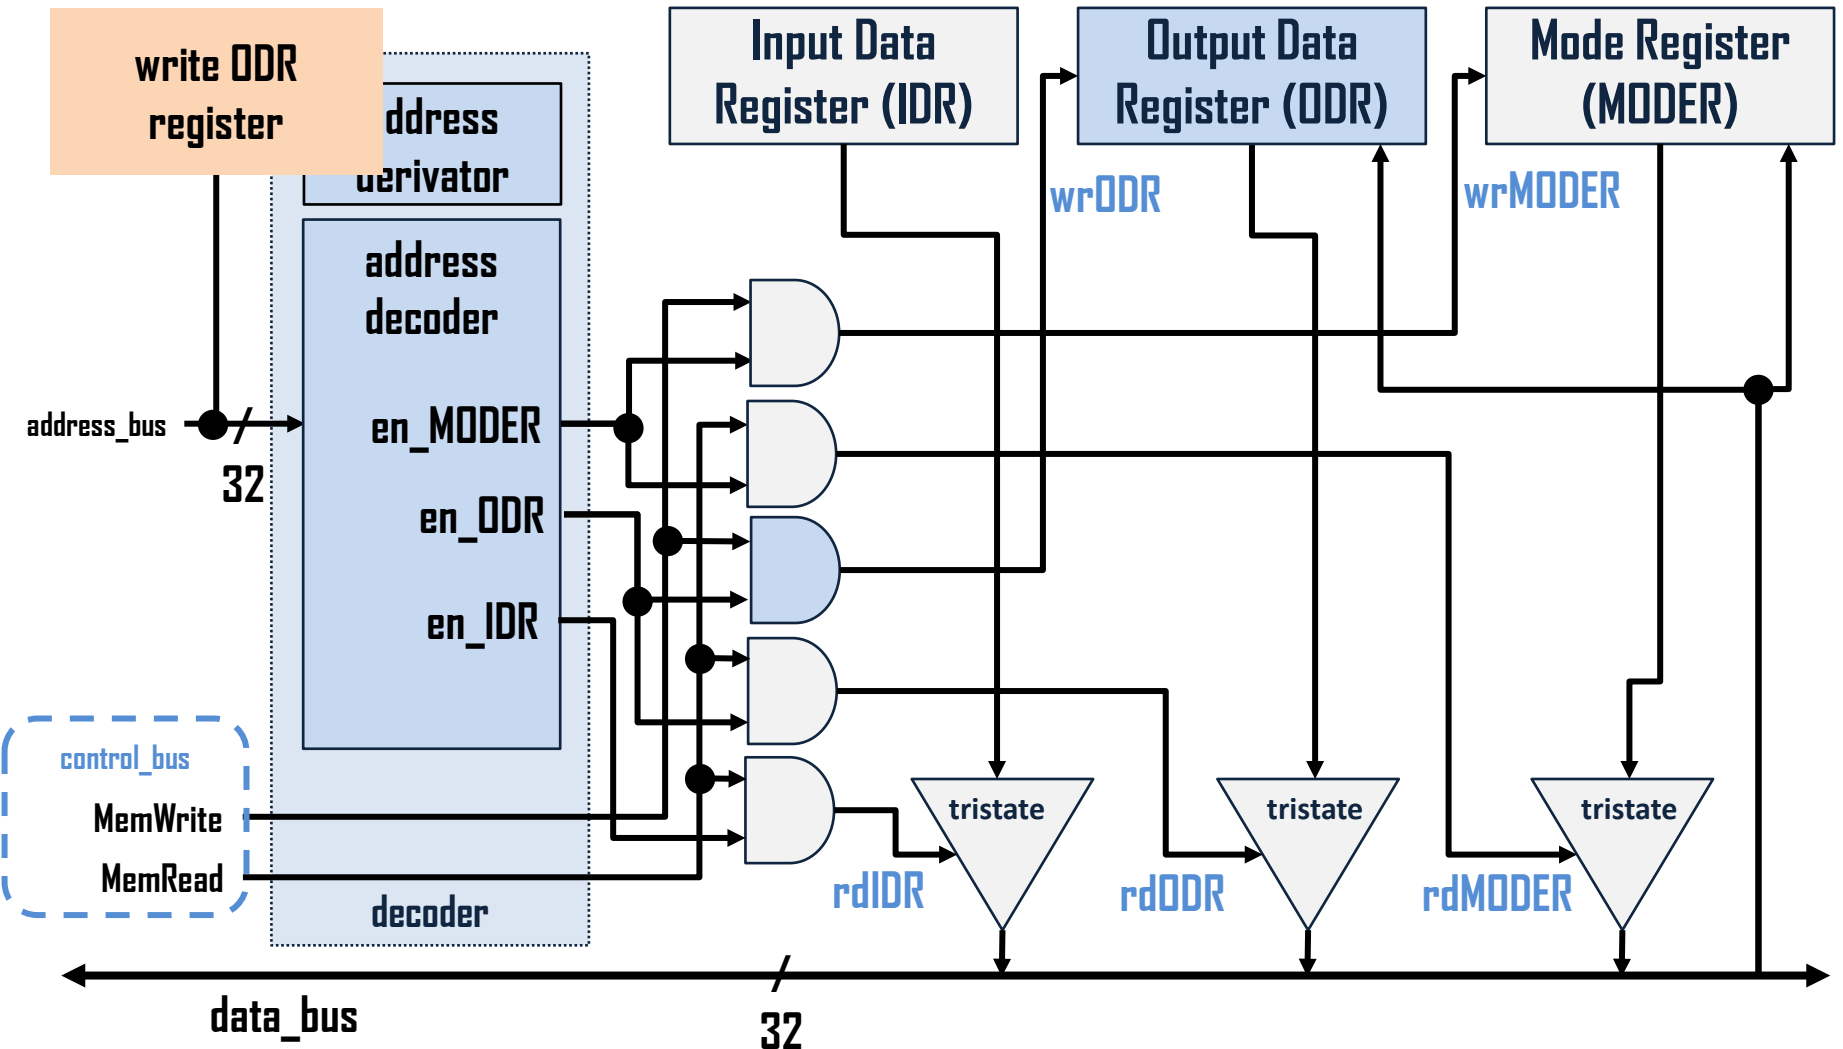 write ODR
register
ddress
derivator
address
decoder
en_MODER
en_ODR
en_IDR
decoder
address_bus
32
control_bus
MemWrite
MemRead
Input Data
Register (IDR)
Output Data
Register (ODR)
Mode Register
(MODER)
wrODR
wrMODER
tristate
tristate
tristate
rdIDR
rdODR
rdMODER
data_bus
32